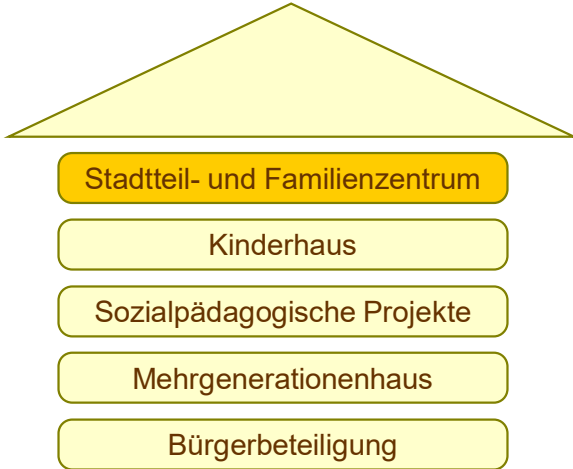 Stadtteil- und Familienzentrum
Kinderhaus
Sozialpädagogische Projekte
Mehrgenerationenhaus
Bürgerbeteiligung